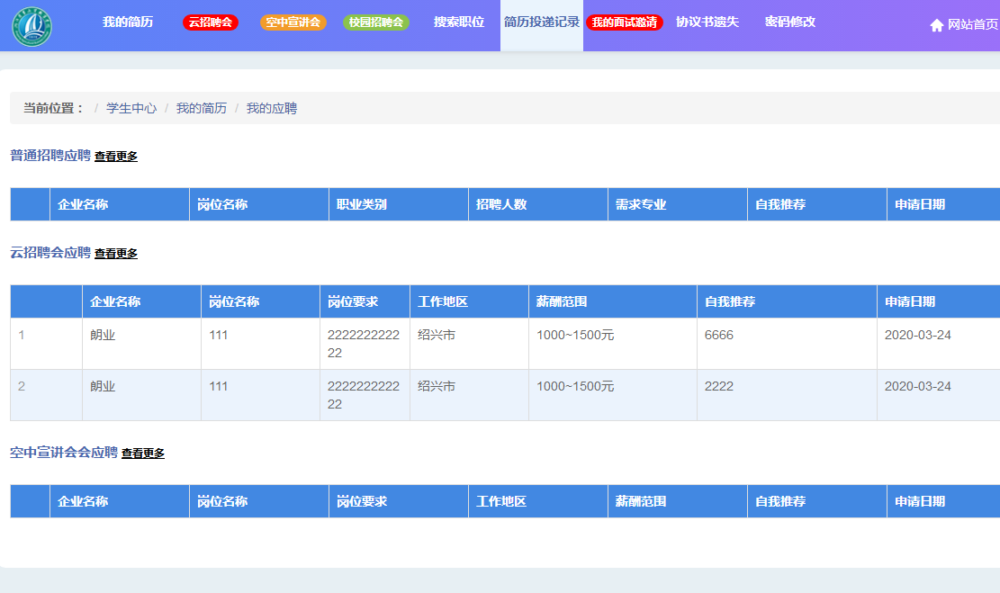 我的简历 云招聘会 空中宣讲会 校园招聘会 搜索职位 简历投递记录 我的面试邀请 协议书遗失 密码修改 网站首页
当前位置： / 学生中心 / 我的简历 / 我的应聘
普通招聘应聘 查看更多
企业名称 岗位名称 职业类别 招聘人数 需求专业 自我推荐 申请日期
云招聘会应聘 查看更多
企业名称 岗位名称 岗位要求 工作地区 薪酬范围 自我推荐 申请日期
1 朗业 111 2222222222 绍兴市 1000~1500元 6666 2020-03-24
22
2 朗业 111 2222222222 绍兴市 1000~1500元 2222 2020-03-24
22
空中宣讲会会应聘 查看更多
企业名称 岗位名称 岗位要求 工作地区 薪酬范围 自我推荐 申请日期